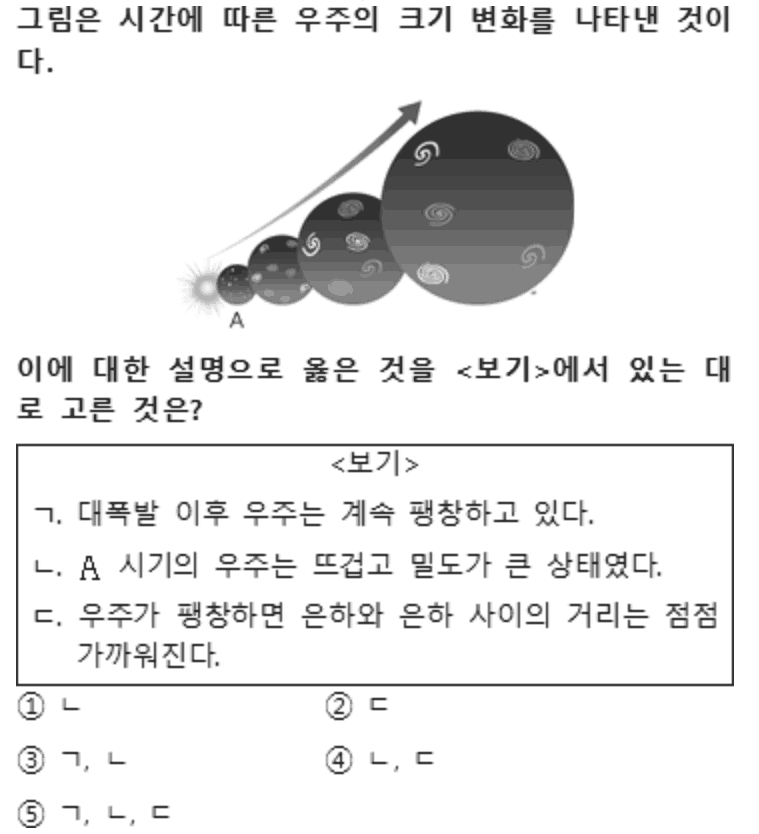 그림은 시간에 따른 우주의 크기 변화를 나타낸 것이
다.
A
이에 대한 설명으로 옳은 것을 <보기>에서 있는 대
로 고른 것은?
<보기>
ㄱ. 대폭발 이후 우주는 계속 팽창하고 있다.
ㄴ. A 시기의 우주는 뜨겁고 밀도가 큰 상태였다.
ㄷ. 우주가 팽창하면 은하와 은하 사이의 거리는 점점
가까워진다.
① ㄴ ② ㄷ
③ ㄱ, ㄴ ④ ㄴ, ㄷ
⑤ ㄱ, ㄴ, ㄷ